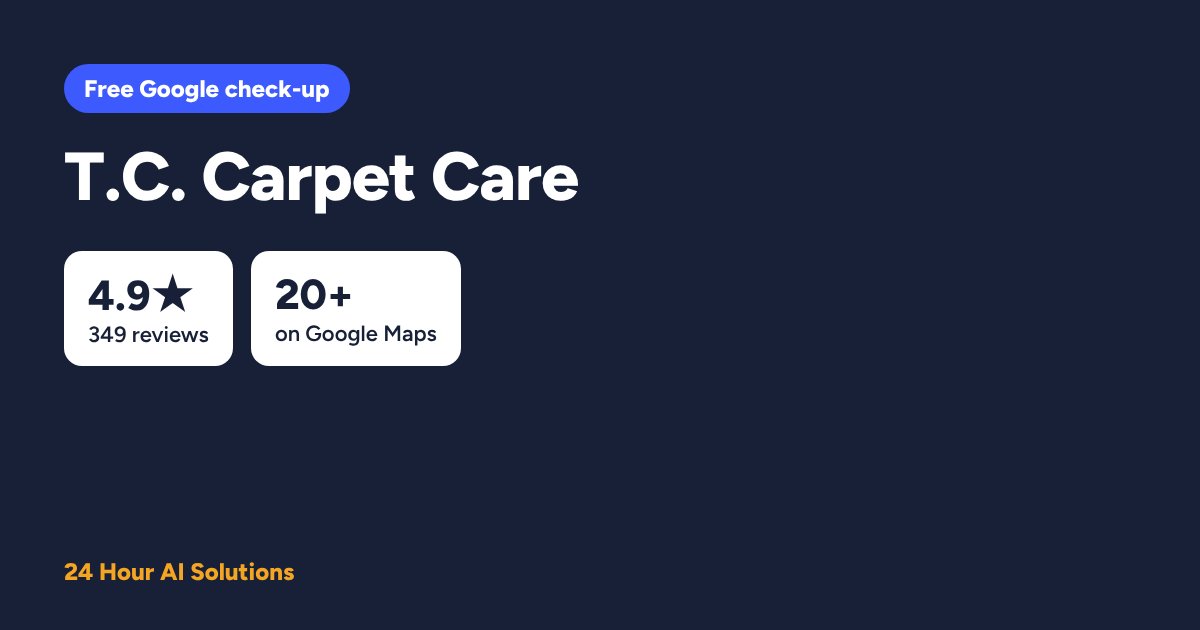 Free Google check-up
T.C. Carpet Care
4.9★
349 reviews
20+
on Google Maps
24 Hour AI Solutions